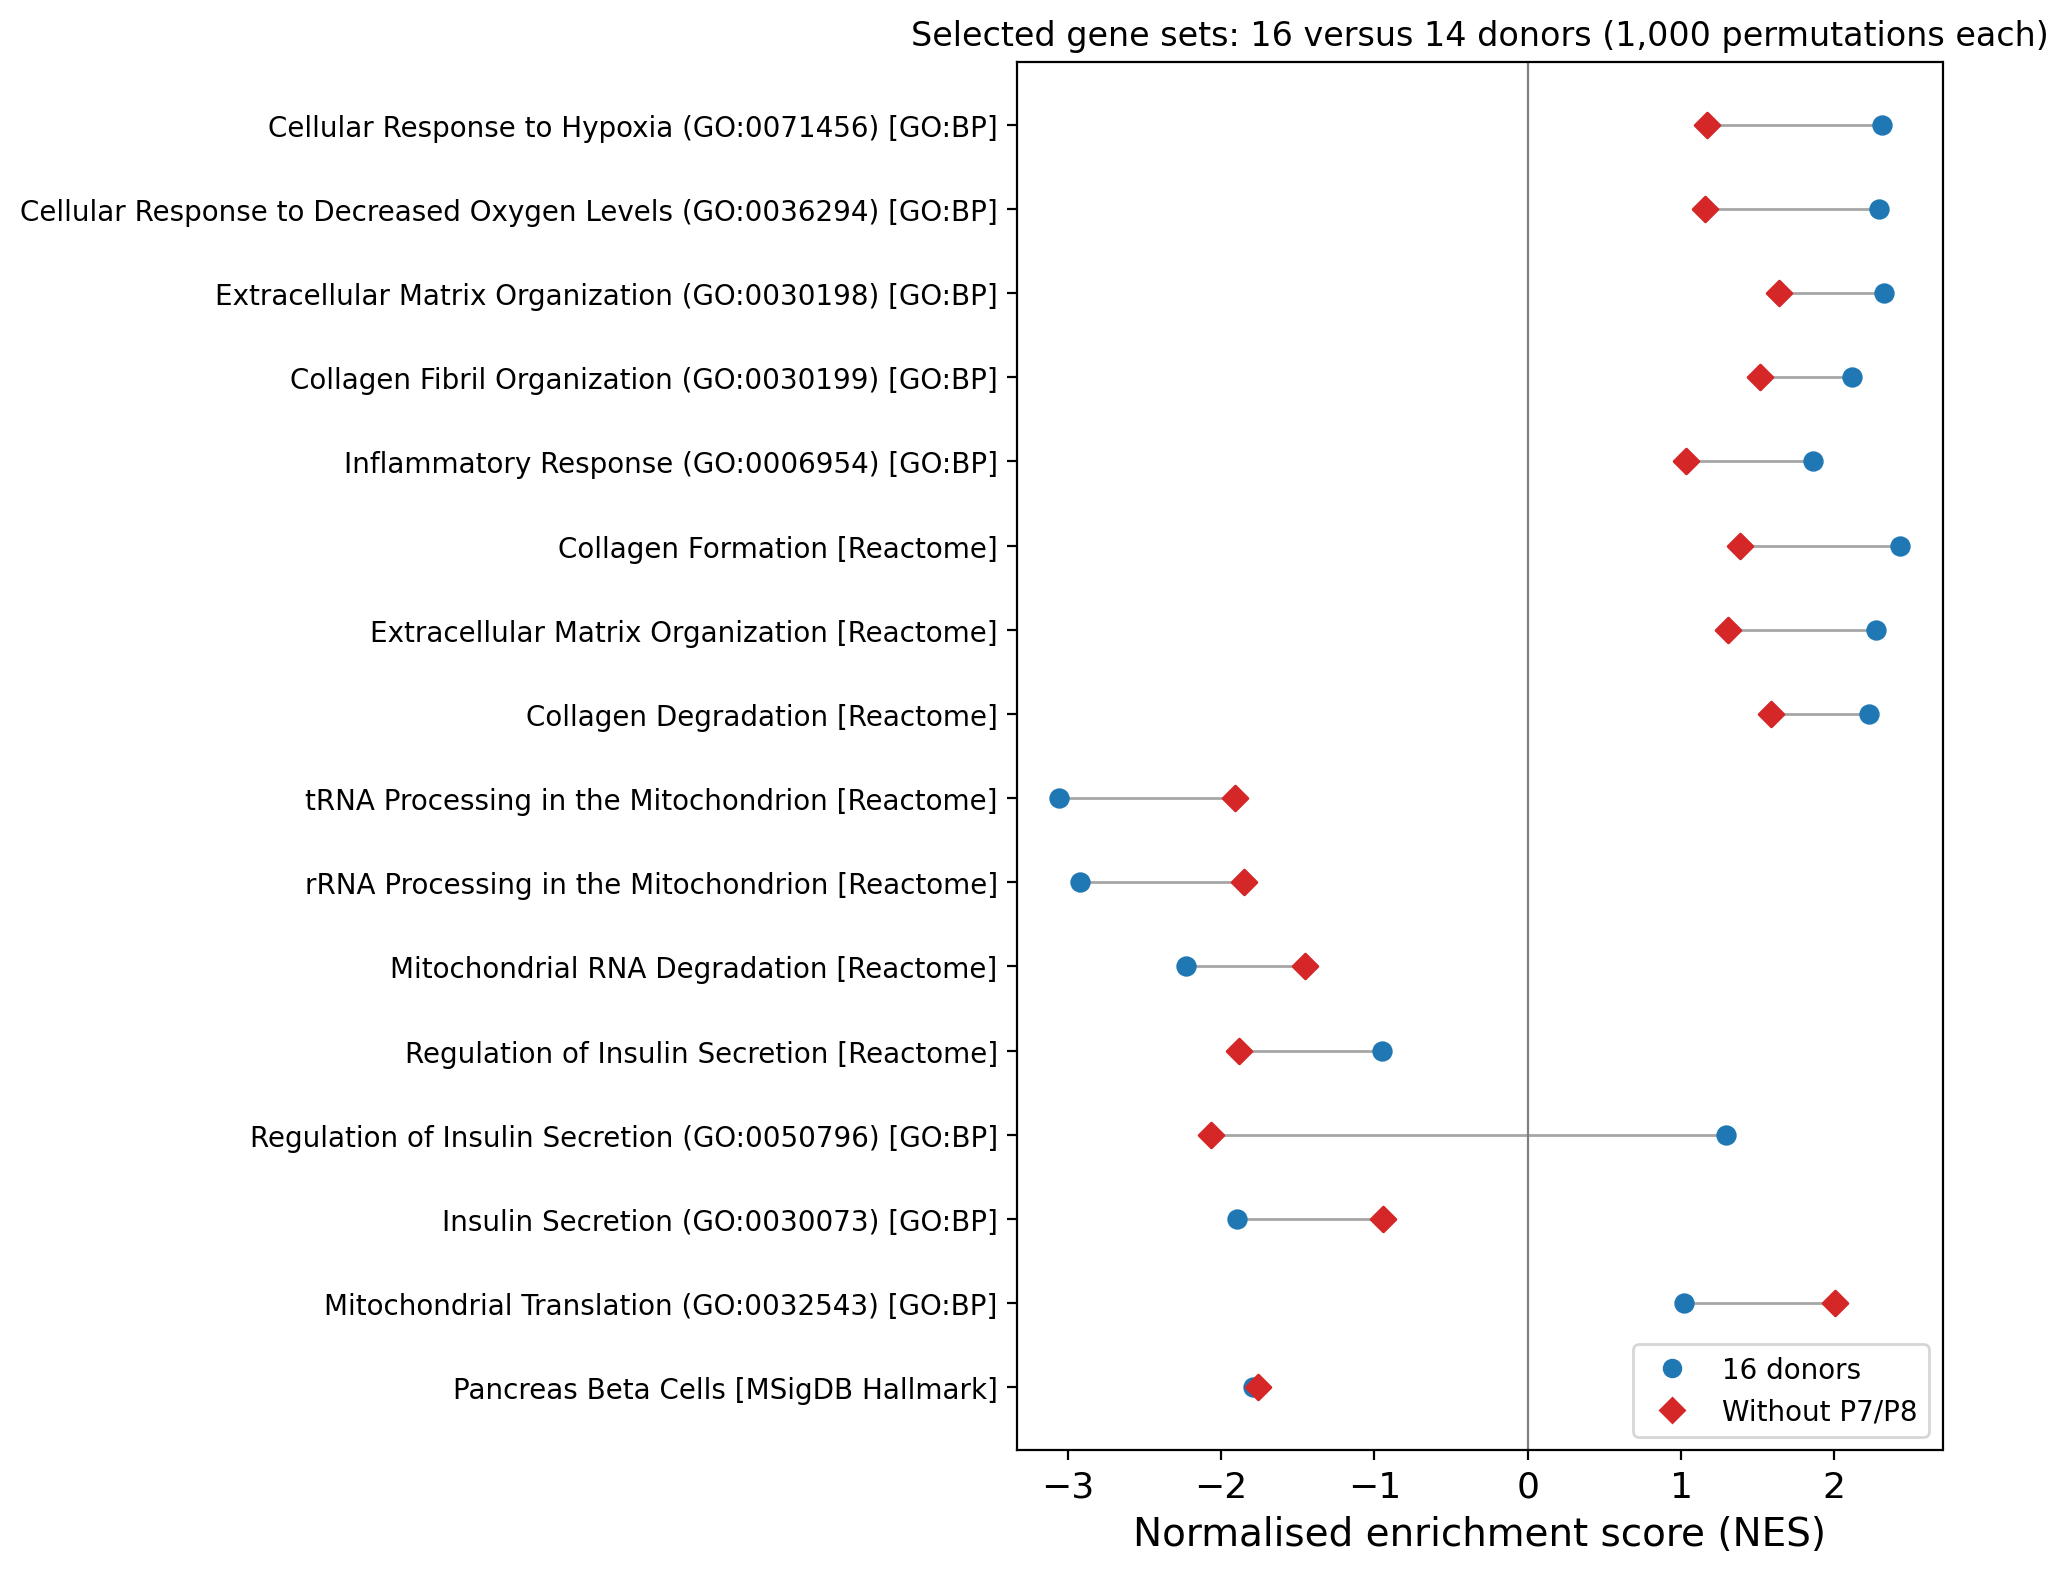 Selected gene sets: 16 versus 14 donors (1,000 permutations each)
Cellular Response to Hypoxia (GO:0071456) [GO:BP]
Cellular Response to Decreased Oxygen Levels (GO:0036294) [GO:BP]
Extracellular Matrix Organization (GO:0030198) [GO:BP]
Collagen Fibril Organization (GO:0030199) [GO:BP]
Inflammatory Response (GO:0006954) [GO:BP]
Collagen Formation [Reactome]
Extracellular Matrix Organization [Reactome]
Collagen Degradation [Reactome]
tRNA Processing in the Mitochondrion [Reactome]
rRNA Processing in the Mitochondrion [Reactome]
Mitochondrial RNA Degradation [Reactome]
Regulation of Insulin Secretion [Reactome]
Regulation of Insulin Secretion (GO:0050796) [GO:BP]
Insulin Secretion (GO:0030073) [GO:BP]
Mitochondrial Translation (GO:0032543) [GO:BP]
Pancreas Beta Cells [MSigDB Hallmark]
16 donors
Without P7/P8
−3 −2 −1 0 1 2
Normalised enrichment score (NES)